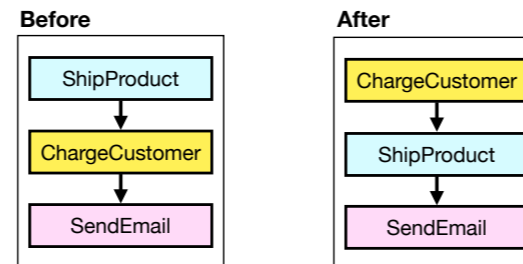 Before
ShipProduct
ChargeCustomer
SendEmail
After
ChargeCustomer
ShipProduct
SendEmail